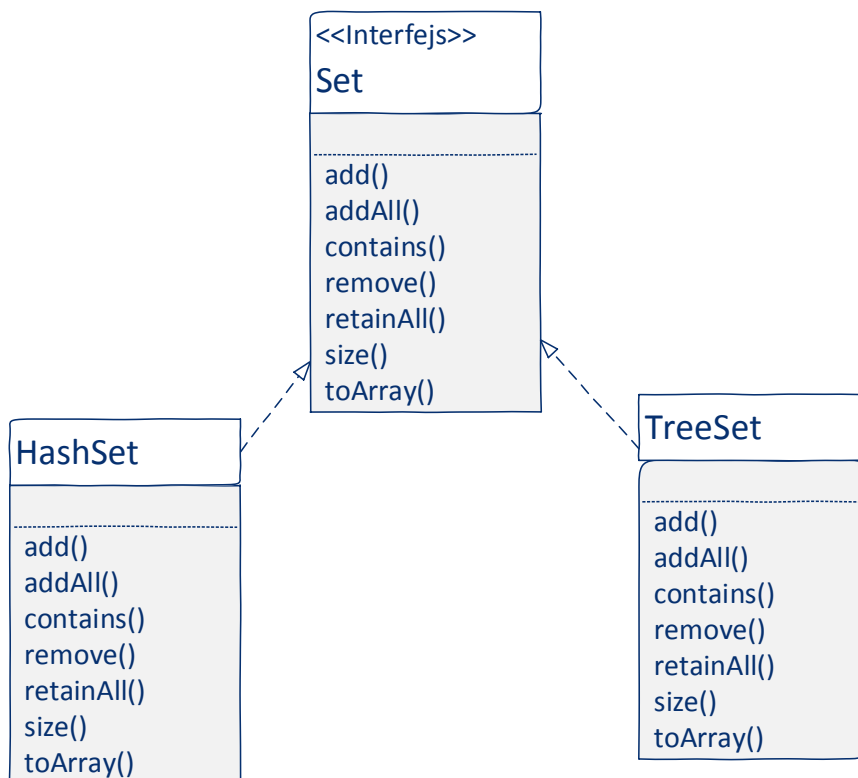 <<Interfejs>>
Set
add()
addAll()
contains()
remove()
retainAll()
size()
toArray()
HashSet
add()
addAll()
contains()
remove()
retainAll()
size()
toArray()
TreeSet
add()
addAll()
contains()
remove()
retainAll()
size()
toArray()